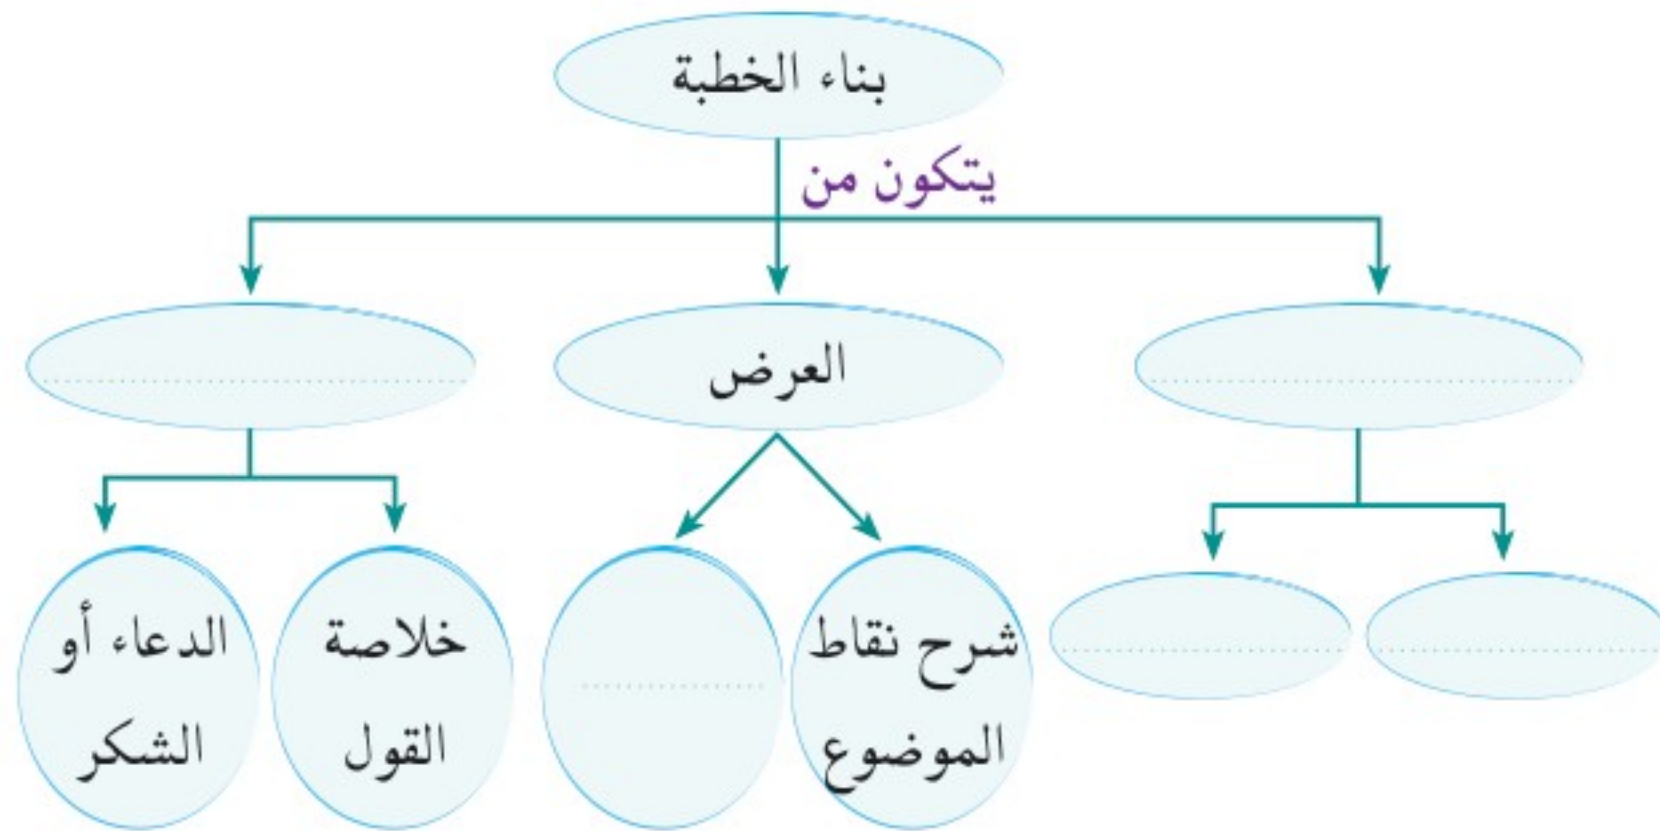 بناء الخطبة
يتكون من
العرض
شرح نقاط
الموضوع
خلاصة
القول
الدعاء أو
الشكر